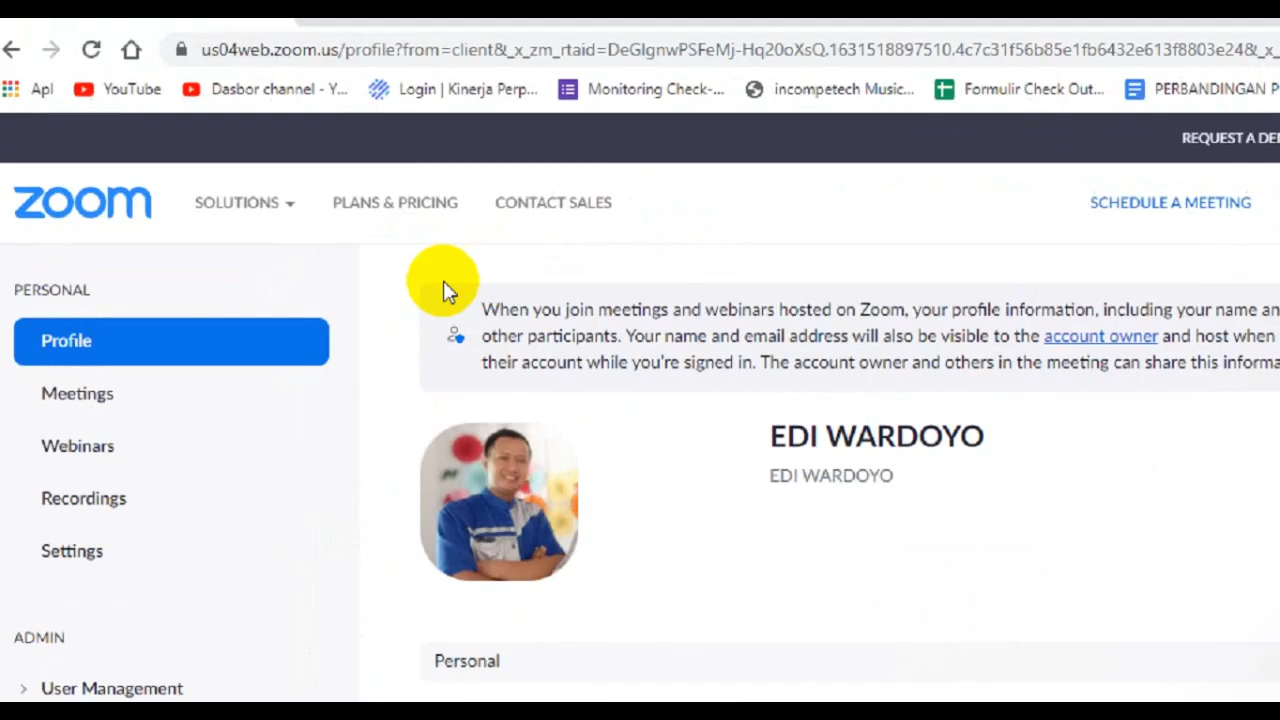 us04web.zoom.us/profile?from=client&_x_zm_rtaid=DeGIgnwPSFeMj-Hq20oXsQ.1631518897510.4c7c31f56b85e1fb6432e613f8803e24&_x_
Apl YouTube Dasbor channel - Y... Login | Kinerja Perp... Monitoring Check-... incompetech Music... Formulir Check Out... PERBANDINGAN P
REQUEST A DE
zoom SOLUTIONS PLANS & PRICING CONTACT SALES SCHEDULE A MEETING
PERSONAL
Profile
Meetings
Webinars
Recordings
Settings
ADMIN
User Management
When you join meetings and webinars hosted on Zoom, your profile information, including your name an
other participants. Your name and email address will also be visible to the account owner and host when
their account while you're signed in. The account owner and others in the meeting can share this informa
EDI WARDOYO
EDI WARDOYO
Personal